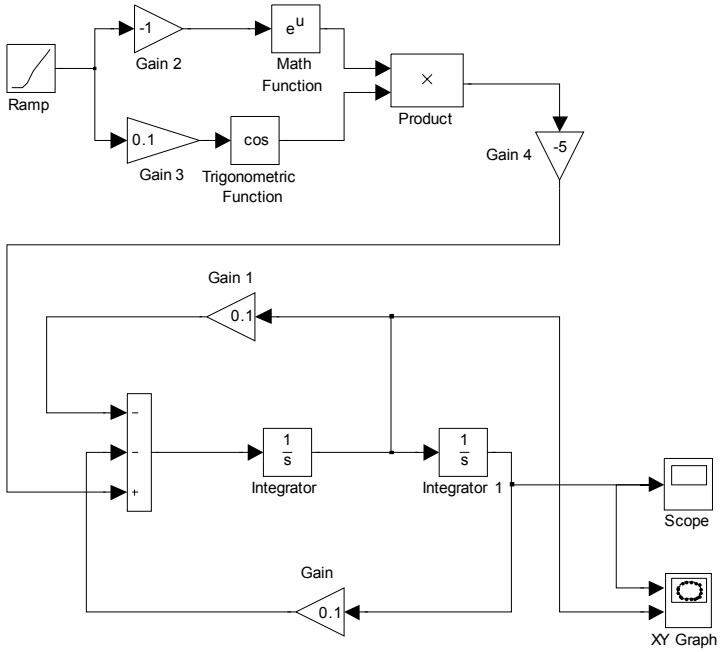 -1
e^u
Gain 2
Math
Function
Ramp
×
Product
0.1
cos
Gain 3
Trigonometric
Function
-5
Gain 4
Gain 1
0.1
−
−
+
1
s
Integrator
1
s
Integrator 1
Scope
Gain
0.1
XY Graph